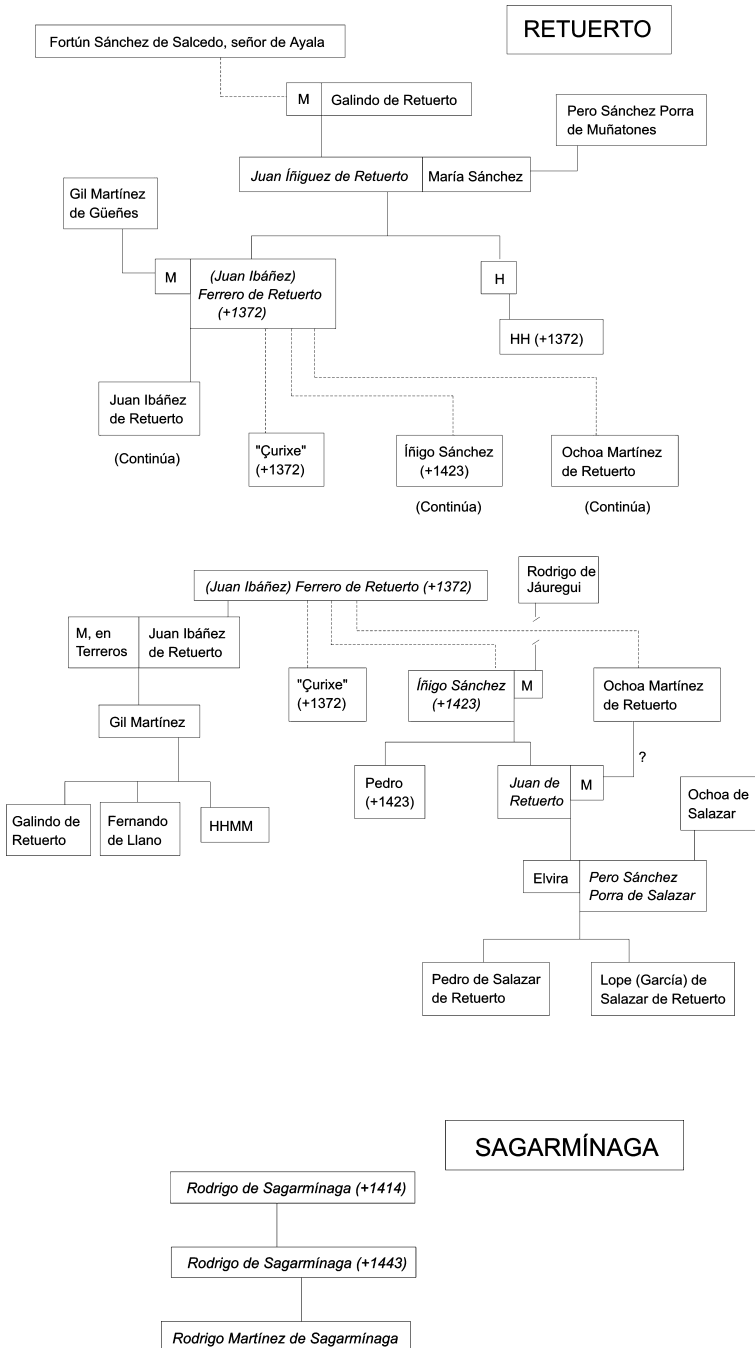 RETUERTO
Fortún Sánchez de Salcedo, señor de Ayala
M
Galindo de Retuerto
Pero Sánchez Porra
de Muñatones
Juan Íñiguez de Retuerto
María Sánchez
Gil Martínez
de Güeñes
M
(Juan Ibáñez)
Ferrero de Retuerto
(+1372)
H
HH (+1372)
Juan Ibáñez
de Retuerto
(Continúa)
"Çurixe"
(+1372)
Íñigo Sánchez
(+1423)
(Continúa)
Ochoa Martínez
de Retuerto
(Continúa)
(Juan Ibáñez) Ferrero de Retuerto (+1372)
Rodrigo de
Jáuregui
M, en
Terreros
Juan Ibáñez
de Retuerto
"Çurixe"
(+1372)
Íñigo Sánchez
(+1423)
M
Ochoa Martínez
de Retuerto
Gil Martínez
?
Pedro
(+1423)
Juan de
Retuerto
M
Ochoa de
Salazar
Galindo de
Retuerto
Fernando
de Llano
HHMM
Elvira
Pero Sánchez
Porra de Salazar
Pedro de Salazar
de Retuerto
Lope (García) de
Salazar de Retuerto
SAGARMÍNAGA
Rodrigo de Sagarmínaga (+1414)
Rodrigo de Sagarmínaga (+1443)
Rodrigo Martínez de Sagarmínaga